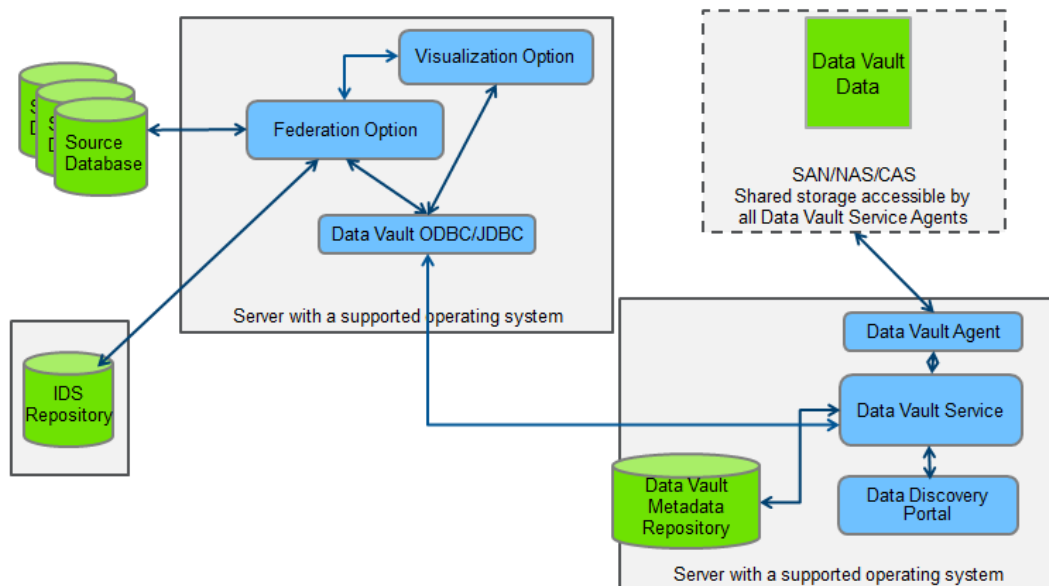 Visualization Option
Federation Option
Source
Database
S
D
S
D
Data Vault ODBC/JDBC
Server with a supported operating system
IDS
Repository
Data Vault
Data
SAN/NAS/CAS
Shared storage accessible by
all Data Vault Service Agents
Data Vault Agent
Data Vault Service
Data Vault
Metadata
Repository
Data Discovery
Portal
Server with a supported operating system